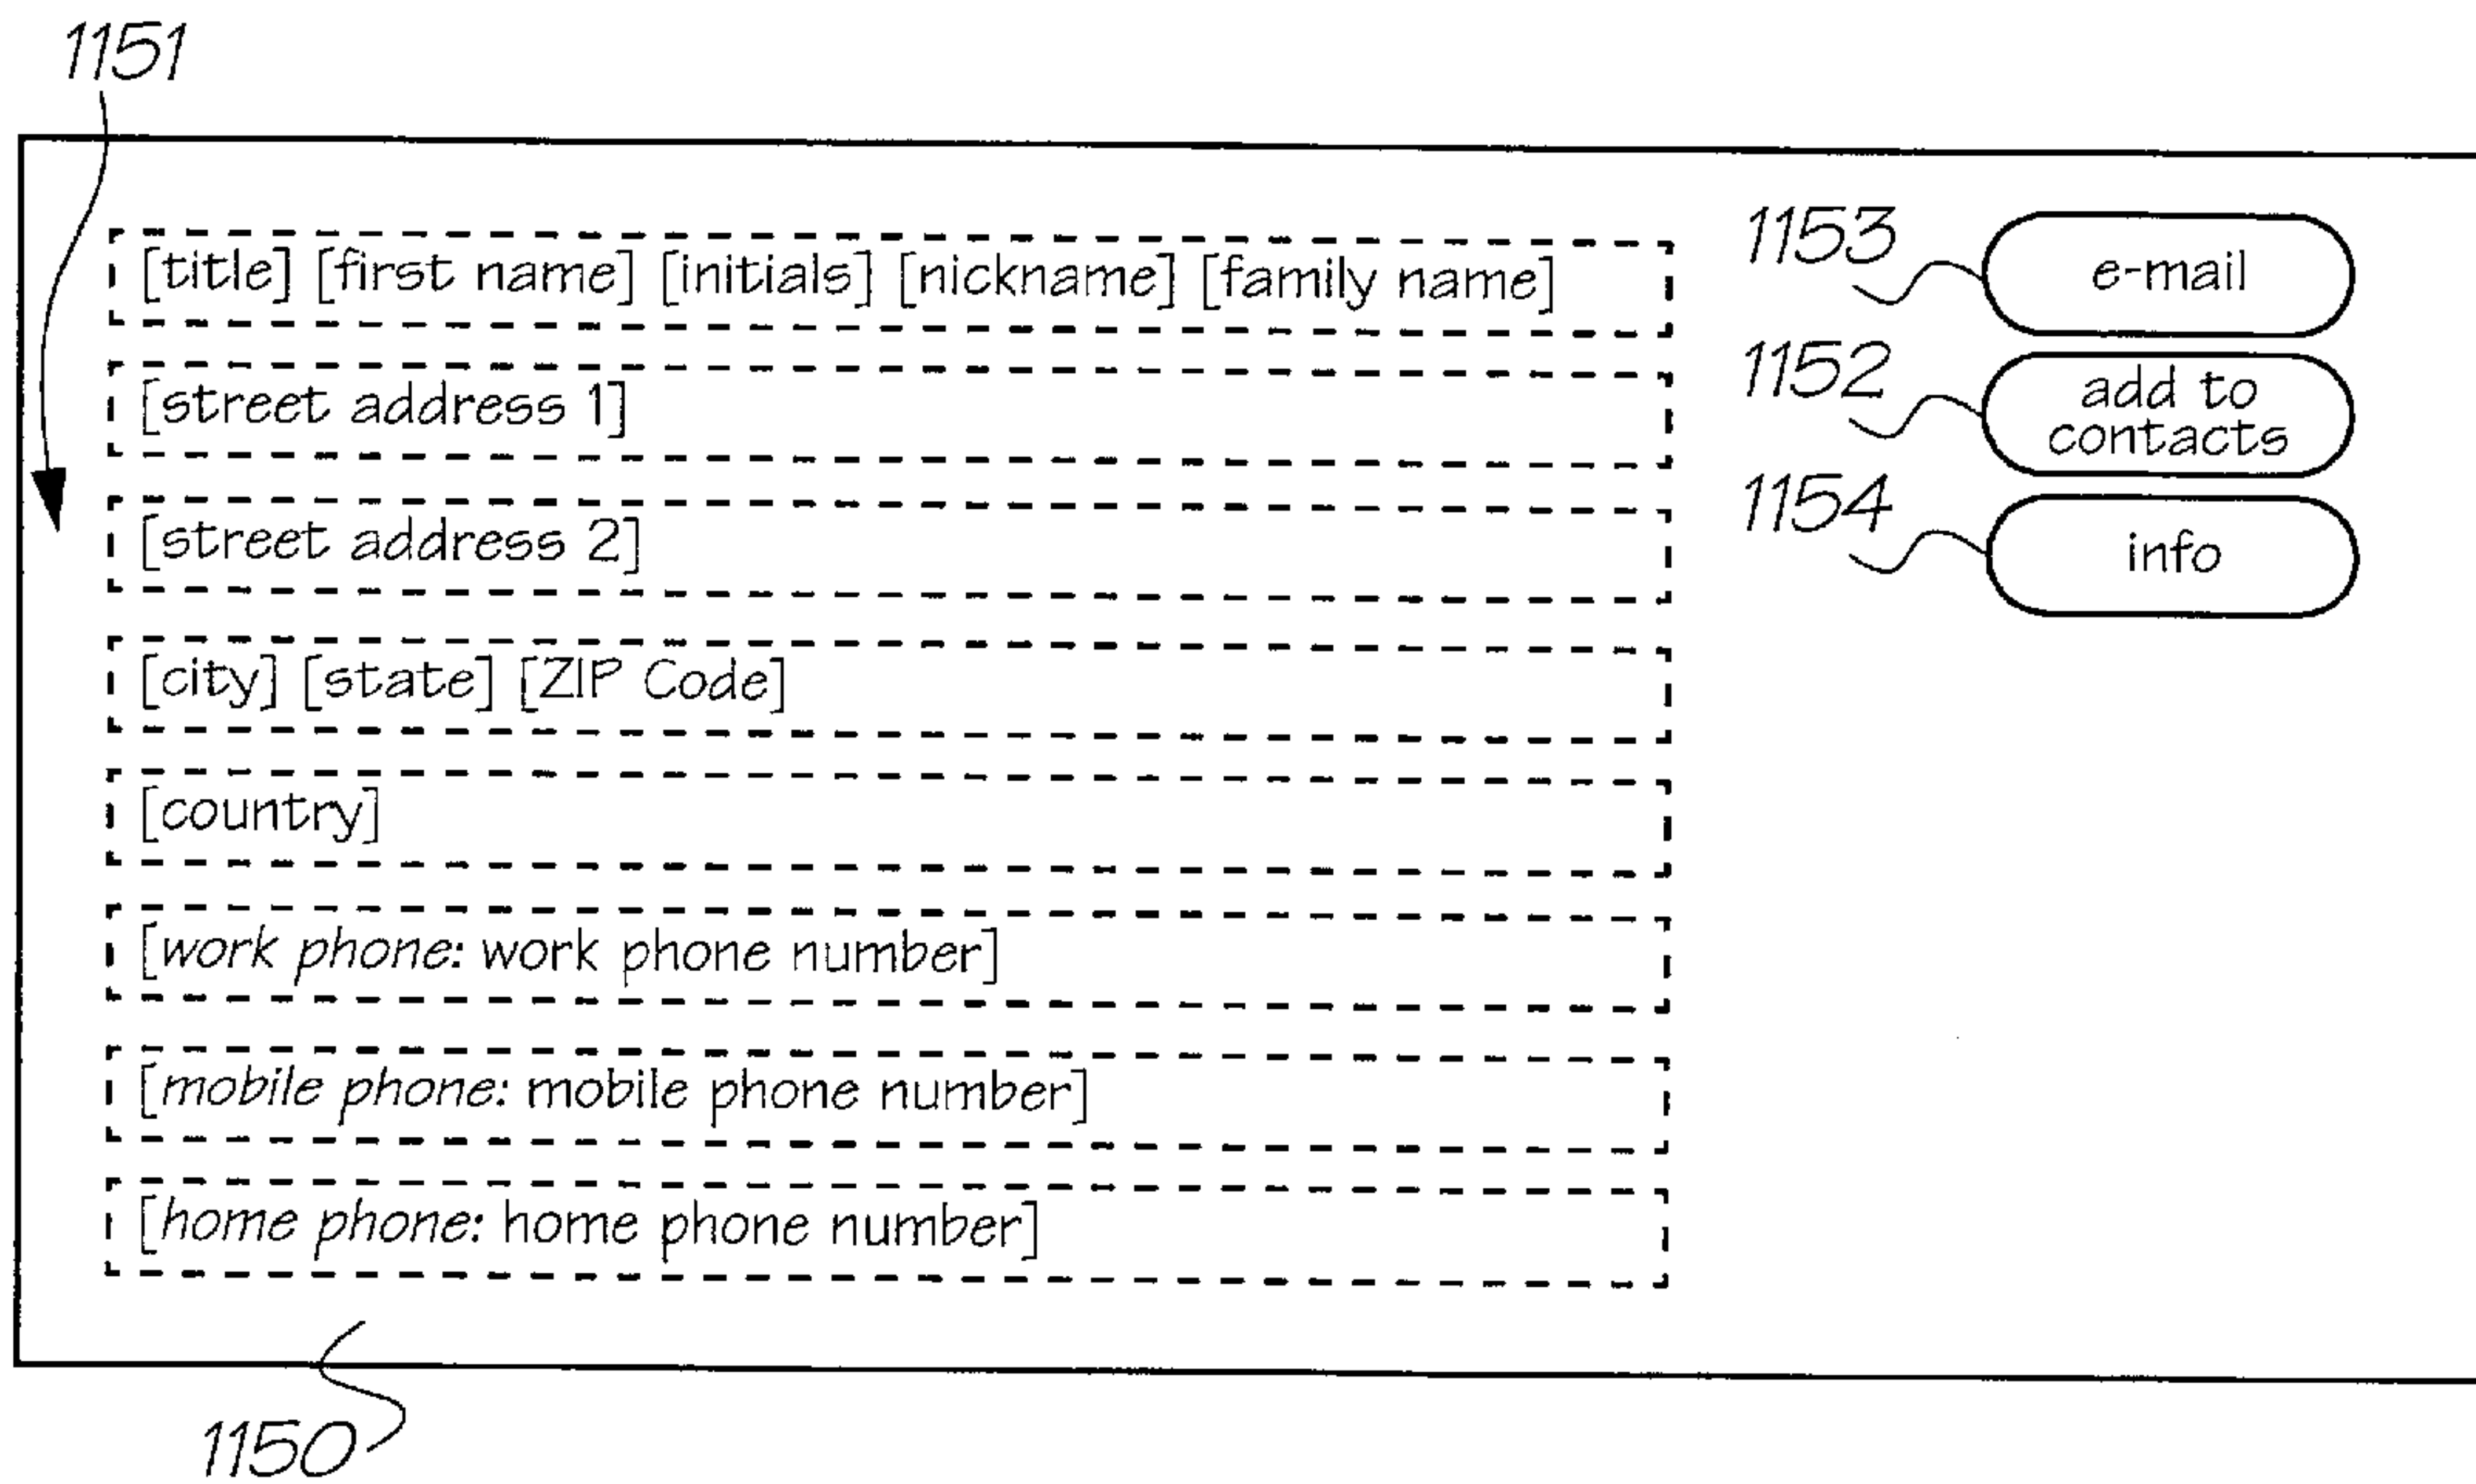 1151
[title] [first name] [initials] [nickname] [family name]
[street address 1]
[street address 2]
[city] [state] [ZIP Code]
[country]
[work phone: work phone number]
[mobile phone: mobile phone number]
[home phone: home phone number]
1153
e-mail
1152
add to
contacts
1154
info
1150